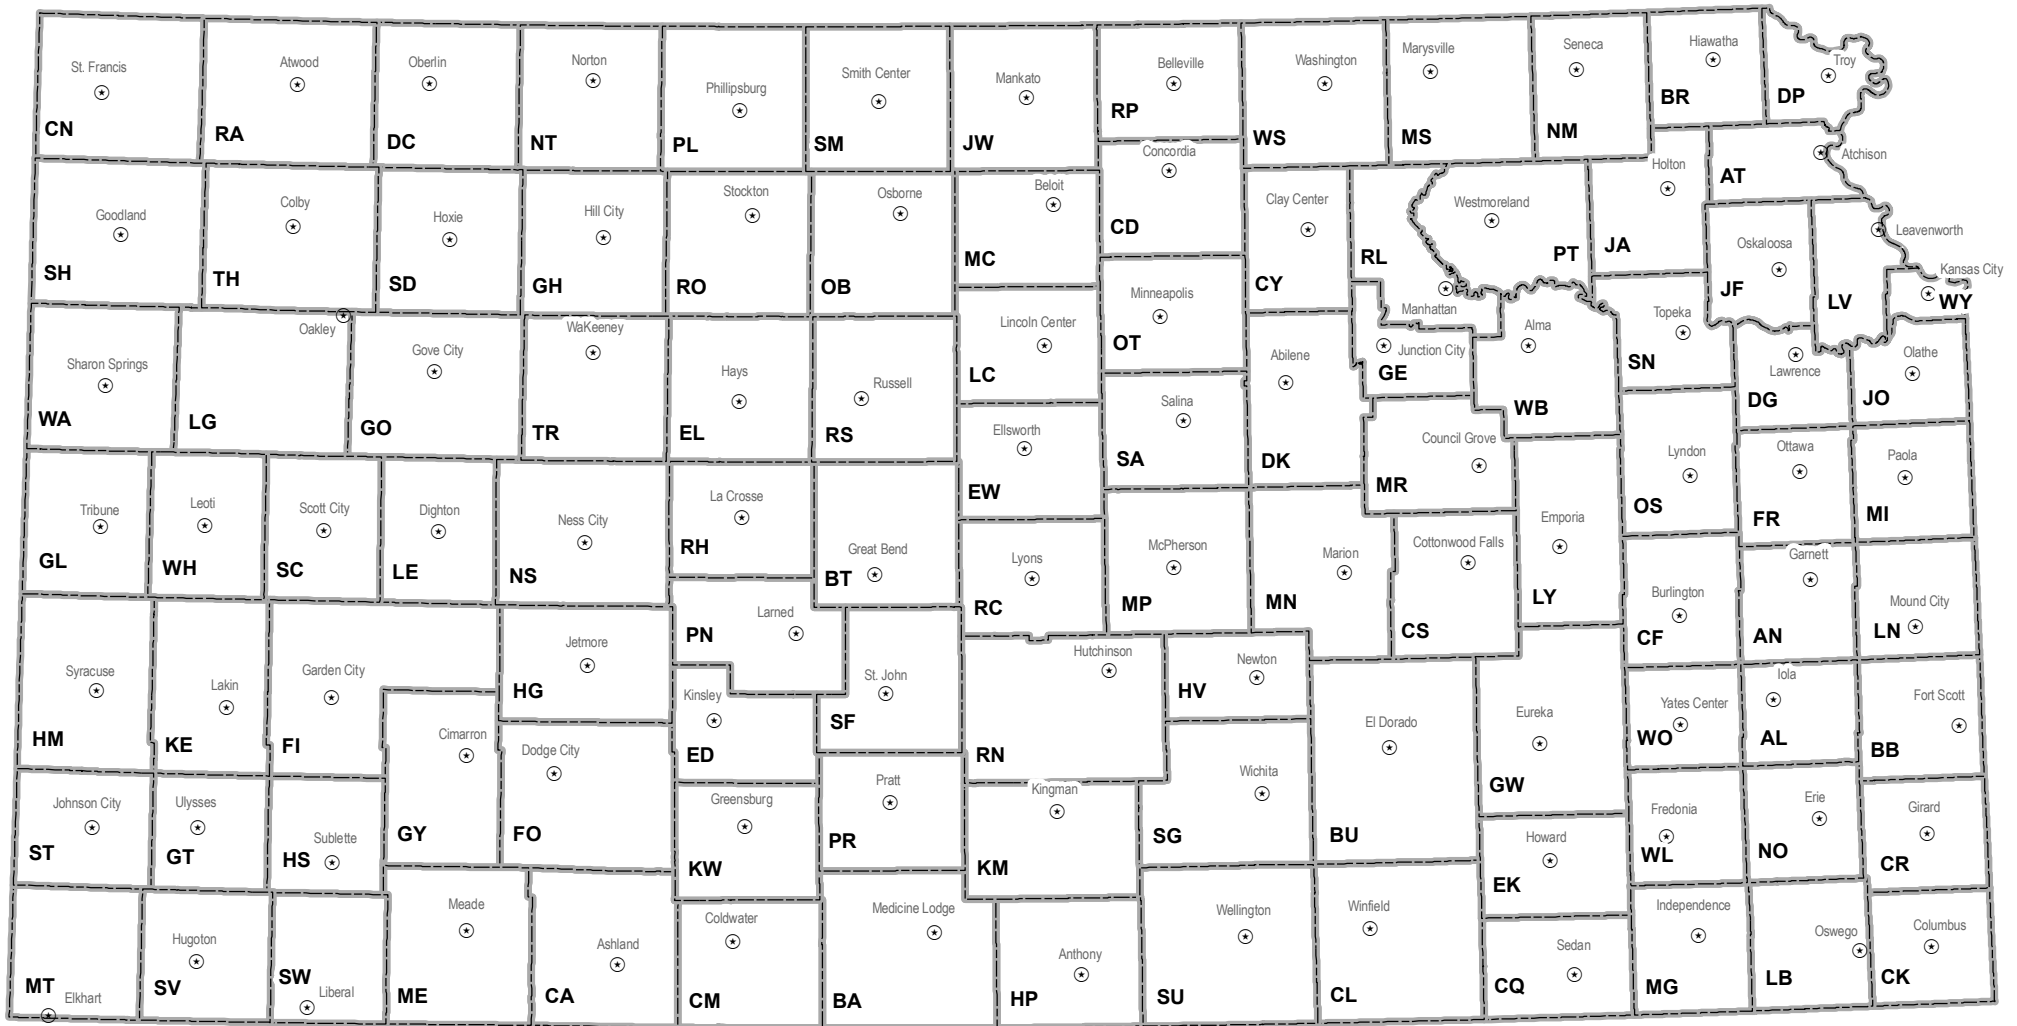 St. Francis
CN
Atwood
RA
Oberlin
DC
Norton
NT
Phillipsburg
PL
Smith Center
SM
Mankato
JW
Belleville
RP
Washington
WS
Marysville
MS
Seneca
NM
Hiawatha
BR
Troy
DP
Goodland
SH
Colby
TH
Hoxie
SD
Hill City
GH
Stockton
RO
Osborne
OB
Beloit
MC
Concordia
CD
Clay Center
CY
RL
Manhattan
Westmoreland
PT
Holton
JA
Atchison
AT
Oskaloosa
JF
Leavenworth
LV
Kansas City
WY
Sharon Springs
WA
Oakley
LG
Gove City
GO
WaKeeney
TR
Hays
EL
Russell
RS
Lincoln Center
LC
Minneapolis
OT
Abilene
DK
Junction City
GE
Alma
WB
Topeka
SN
Lawrence
DG
Olathe
JO
Ellsworth
EW
Salina
SA
Council Grove
MR
Lyndon
OS
Ottawa
FR
Paola
MI
Tribune
GL
Leoti
WH
Scott City
SC
Dighton
LE
Ness City
NS
La Crosse
RH
Great Bend
BT
Lyons
RC
McPherson
MP
Marion
MN
Cottonwood Falls
CS
Emporia
LY
Burlington
CF
Garnett
AN
Mound City
LN
Syracuse
HM
Lakin
KE
Garden City
FI
Jetmore
HG
Larned
PN
Kinsley
ED
St. John
SF
Hutchinson
RN
Newton
HV
El Dorado
BU
Eureka
GW
Yates Center
WO
Iola
AL
Fort Scott
BB
Cimarron
GY
Dodge City
FO
Johnson City
ST
Ulysses
GT
Sublette
HS
Greensburg
KW
Pratt
PR
Kingman
KM
Wichita
SG
Howard
EK
Fredonia
WL
Erie
NO
Girard
CR
MT
Elkhart
Hugoton
SV
SW
Liberal
Meade
ME
Ashland
CA
Coldwater
CM
Medicine Lodge
BA
Anthony
HP
Wellington
SU
Winfield
CL
Sedan
CQ
Independence
MG
Oswego
LB
Columbus
CK